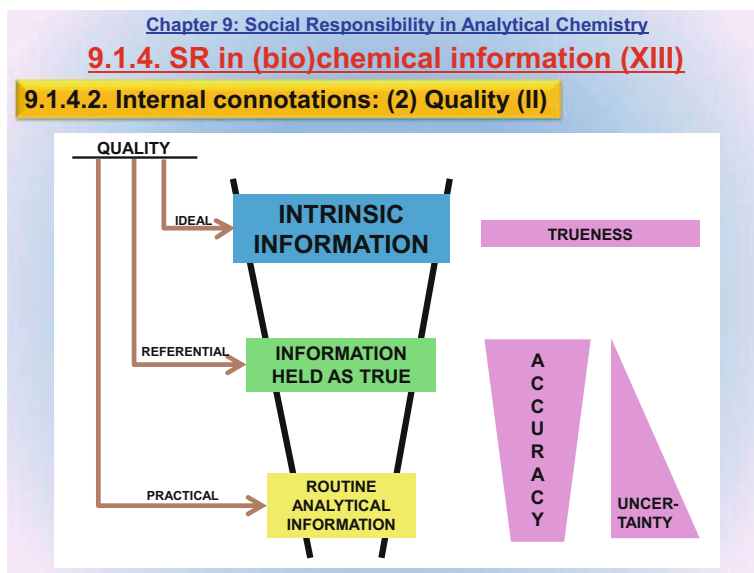 Chapter 9: Social Responsibility in Analytical Chemistry
9.1.4. SR in (bio)chemical information (XIII)
9.1.4.2. Internal connotations: (2) Quality (II)
QUALITY
IDEAL
INTRINSIC
INFORMATION
TRUENESS
REFERENTIAL
INFORMATION
HELD AS TRUE
PRACTICAL
ROUTINE
ANALYTICAL
INFORMATION
A
C
C
U
R
A
C
Y
UNCER-
TAINTY